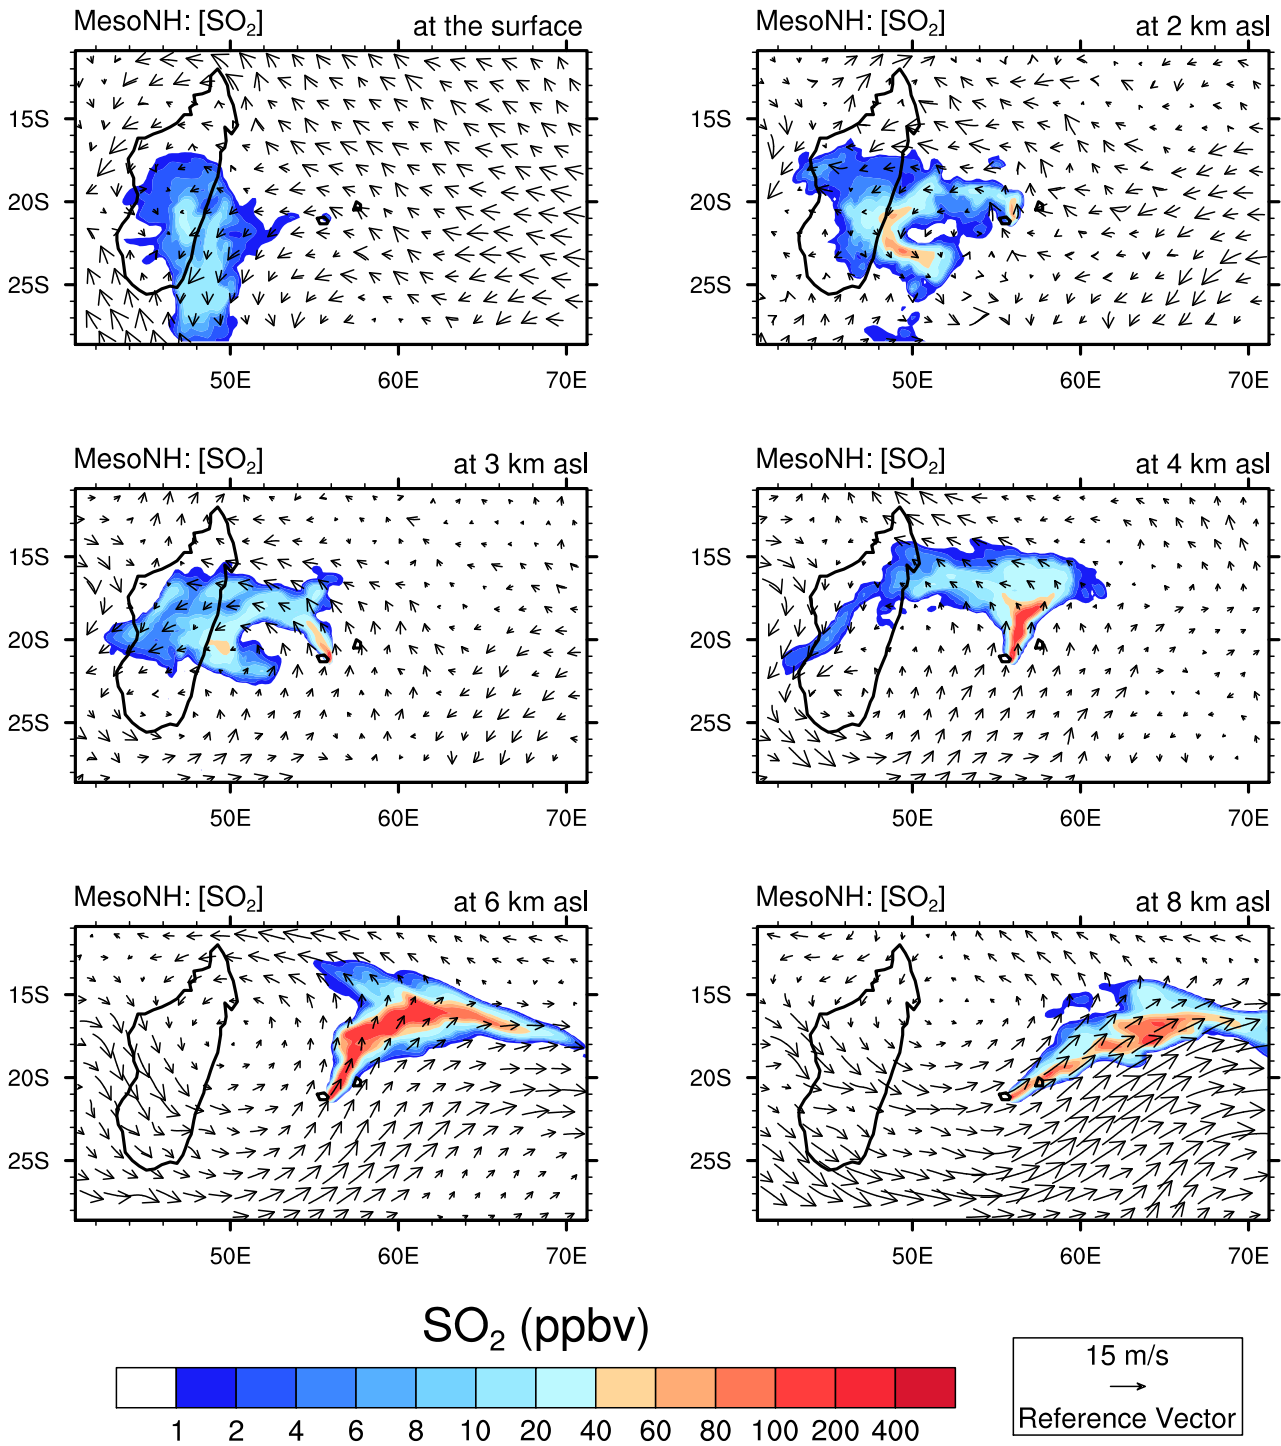 MesoNH: [SO₂] at the surface
15S
20S
25S
50E 60E 70E
MesoNH: [SO₂] at 2 km asl
15S
20S
25S
50E 60E 70E
MesoNH: [SO₂] at 3 km asl
15S
20S
25S
50E 60E 70E
MesoNH: [SO₂] at 4 km asl
15S
20S
25S
50E 60E 70E
MesoNH: [SO₂] at 6 km asl
15S
20S
25S
50E 60E 70E
MesoNH: [SO₂] at 8 km asl
15S
20S
25S
50E 60E 70E
SO₂ (ppbv)
1 2 4 6 8 10 20 40 60 80 100 200 400
15 m/s
Reference Vector